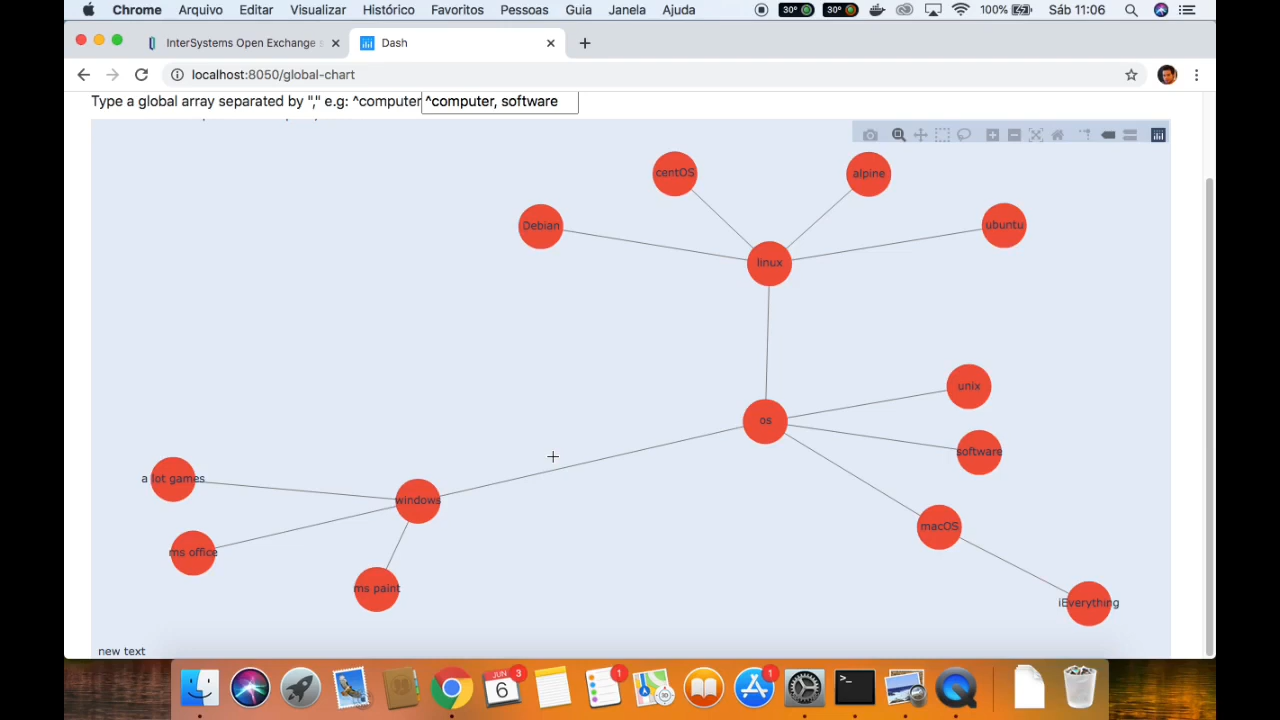 Chrome Arquivo Editar Visualizar Histórico Favoritos Pessoas Guia Janela Ajuda 30° 30° 100% Sáb 11:06
InterSystems Open Exchange Dash
localhost:8050/global-chart
Type a global array separated by "," e.g: ^computer ^computer, software
centOS alpine
Debian ubuntu
linux
unix
os
software
a lot games
windows
macOS
ms office
ms paint
iEverything
new text
JUN 3 1 1
6 >_